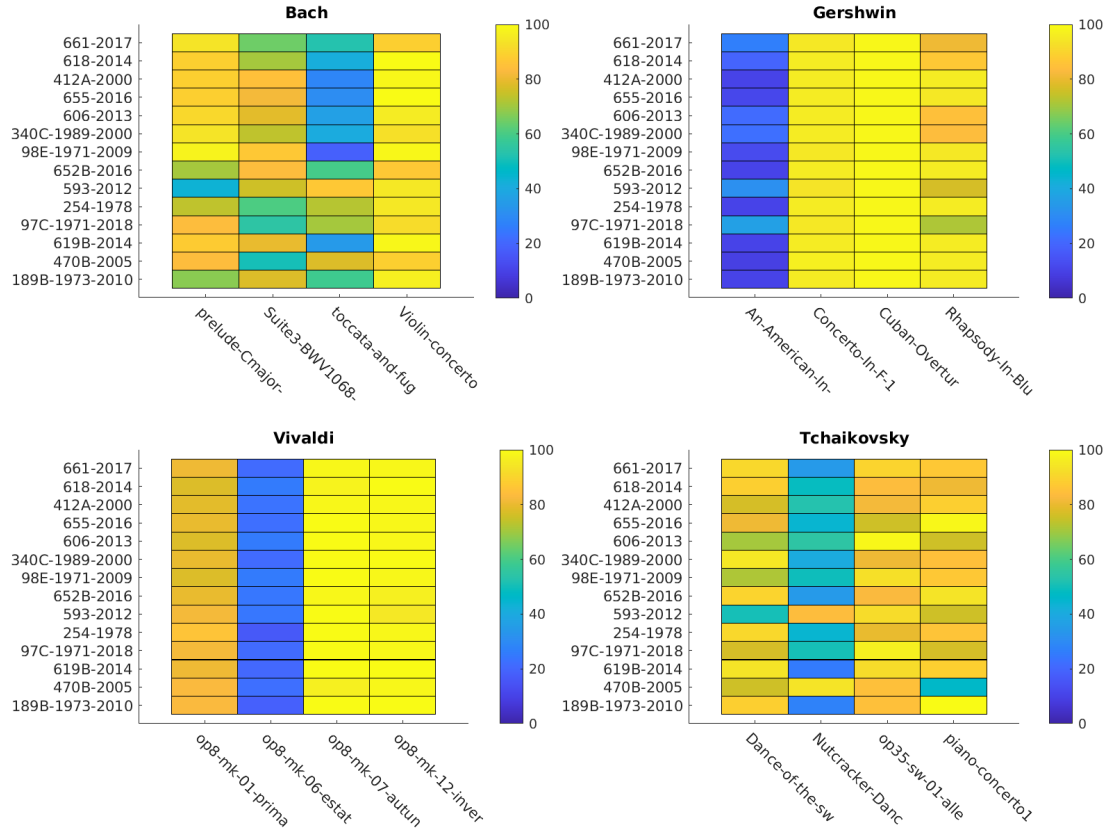 Bach
661-2017
618-2014
412A-2000
655-2016
606-2013
340C-1989-2000
98E-1971-2009
652B-2016
593-2012
254-1978
97C-1971-2018
619B-2014
470B-2005
189B-1973-2010
prelude-Cmajor-
Suite3-BWV1068-
toccata-and-fug
Violin-concerto
100
80
60
40
20
0
Gershwin
661-2017
618-2014
412A-2000
655-2016
606-2013
340C-1989-2000
98E-1971-2009
652B-2016
593-2012
254-1978
97C-1971-2018
619B-2014
470B-2005
189B-1973-2010
An-American-In-
Concerto-In-F-1
Cuban-Overtur
Rhapsody-In-Blu
100
80
60
40
20
0
Vivaldi
661-2017
618-2014
412A-2000
655-2016
606-2013
340C-1989-2000
98E-1971-2009
652B-2016
593-2012
254-1978
97C-1971-2018
619B-2014
470B-2005
189B-1973-2010
op8-mk-01-prima
op8-mk-06-estat
op8-mk-07-autun
op8-mk-12-inver
100
80
60
40
20
0
Tchaikovsky
661-2017
618-2014
412A-2000
655-2016
606-2013
340C-1989-2000
98E-1971-2009
652B-2016
593-2012
254-1978
97C-1971-2018
619B-2014
470B-2005
189B-1973-2010
Dance-of-the-sw
Nutcracker-Danc
op35-sw-01-alle
piano-concerto1
100
80
60
40
20
0